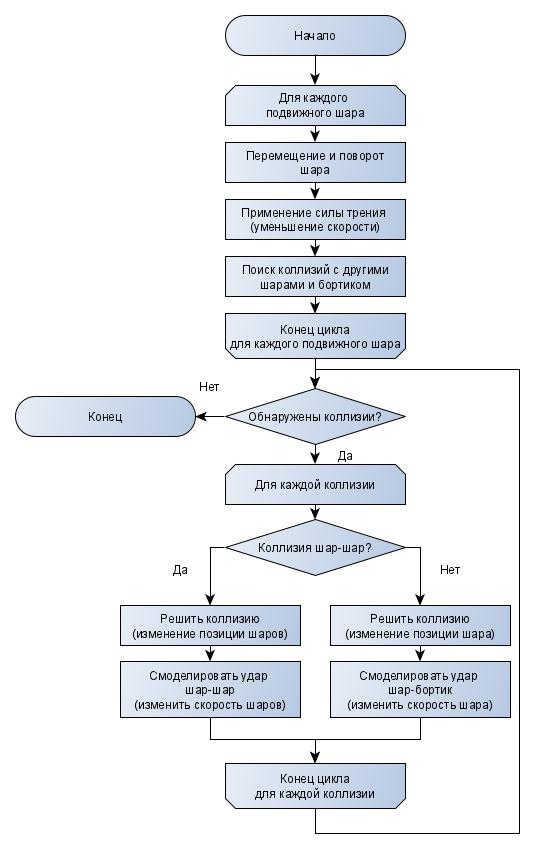 Начало
Для каждого
подвижного шара
Перемещение и поворот
шара
Применение силы трения
(уменьшение скорости)
Поиск коллизий с другими
шарами и бортиком
Конец цикла
для каждого подвижного шара
Нет
Обнаружены коллизии?
Конец
Да
Для каждой коллизии
Коллизия шар-шар?
Да
Нет
Решить коллизию
(изменение позиции шаров)
Решить коллизию
(изменение позиции шара)
Смоделировать удар
шар-шар
(изменить скорость шаров)
Смоделировать удар
шар-бортик
(изменить скорость шара)
Конец цикла
для каждой коллизии